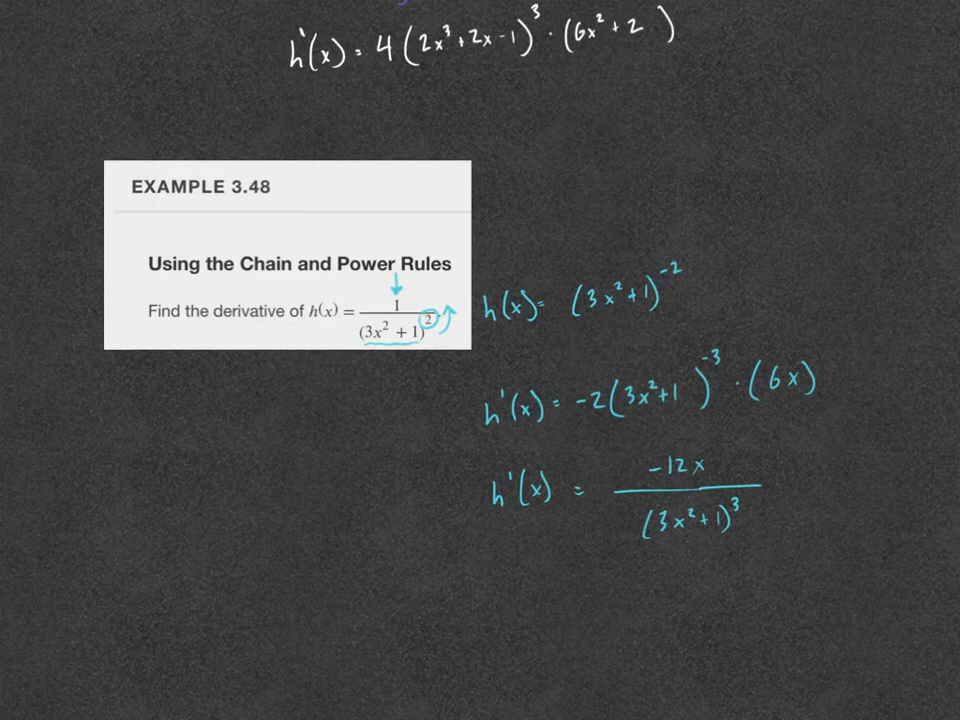 h'(x) = 4(2x³+2x-1)³ · (6x²+2)
EXAMPLE 3.48
Using the Chain and Power Rules
Find the derivative of h(x) = 1/(3x² + 1)².
h(x) = (3x²+1)⁻²
h'(x) = -2(3x²+1)⁻³ · (6x)
h'(x) = -12x/(3x²+1)³